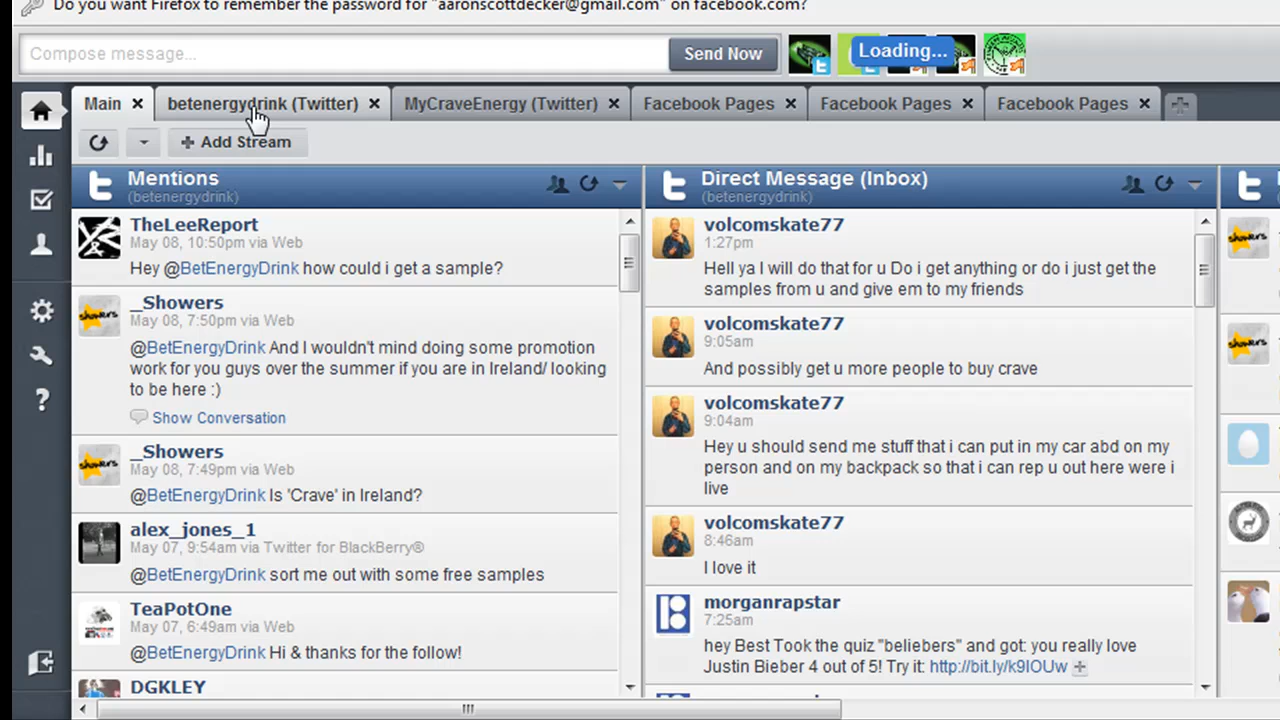 Do you want Firefox to remember the password for "aaronscottdecker@gmail.com" on facebook.com?
Compose message...
Send Now
Loading...
Main
betenergydrink (Twitter)
MyCraveEnergy (Twitter)
Facebook Pages
Facebook Pages
Facebook Pages
Add Stream
Mentions
(betenergydrink)
TheLeeReport
May 08, 10:50pm via Web
Hey @BetEnergyDrink how could i get a sample?
_Showers
May 08, 7:50pm via Web
@BetEnergyDrink And I wouldn't mind doing some promotion
work for you guys over the summer if you are in Ireland/ looking
to be here :)
Show Conversation
_Showers
May 08, 7:49pm via Web
@BetEnergyDrink Is 'Crave' in Ireland?
alex_jones_1
May 07, 9:54am via Twitter for BlackBerry®
@BetEnergyDrink sort me out with some free samples
TeaPotOne
May 07, 6:49am via Web
@BetEnergyDrink Hi & thanks for the follow!
DGKLEY
Direct Message (Inbox)
(betenergydrink)
volcomskate77
1:27pm
Hell ya I will do that for u Do i get anything or do i just get the
samples from u and give em to my friends
volcomskate77
9:05am
And possibly get u more people to buy crave
volcomskate77
9:04am
Hey u should send me stuff that i can put in my car abd on my
person and on my backpack so that i can rep u out here were i
live
volcomskate77
8:46am
I love it
morganrapstar
7:25am
hey Best Took the quiz "beliebers" and got: you really love
Justin Bieber 4 out of 5! Try it: http://bit.ly/k9IOUw